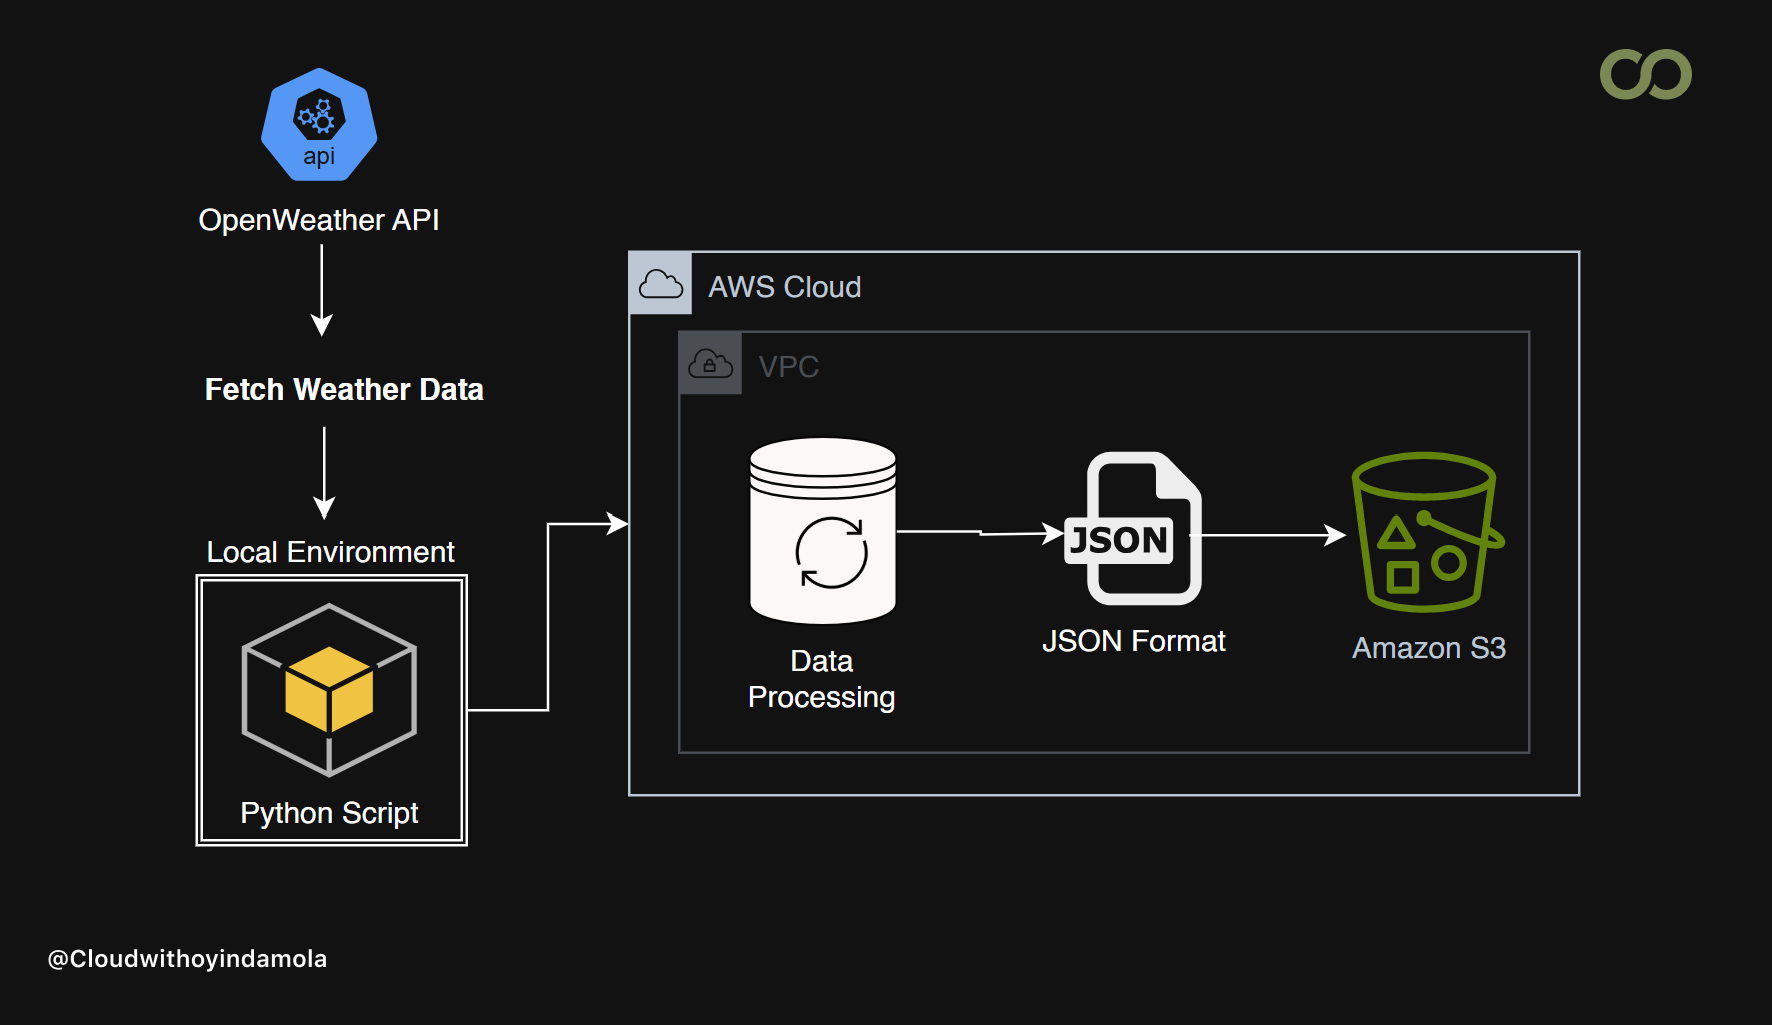 api
OpenWeather API
Fetch Weather Data
Local Environment
Python Script
AWS Cloud
VPC
Data
Processing
JSON
JSON Format
Amazon S3
@Cloudwithoyindamola